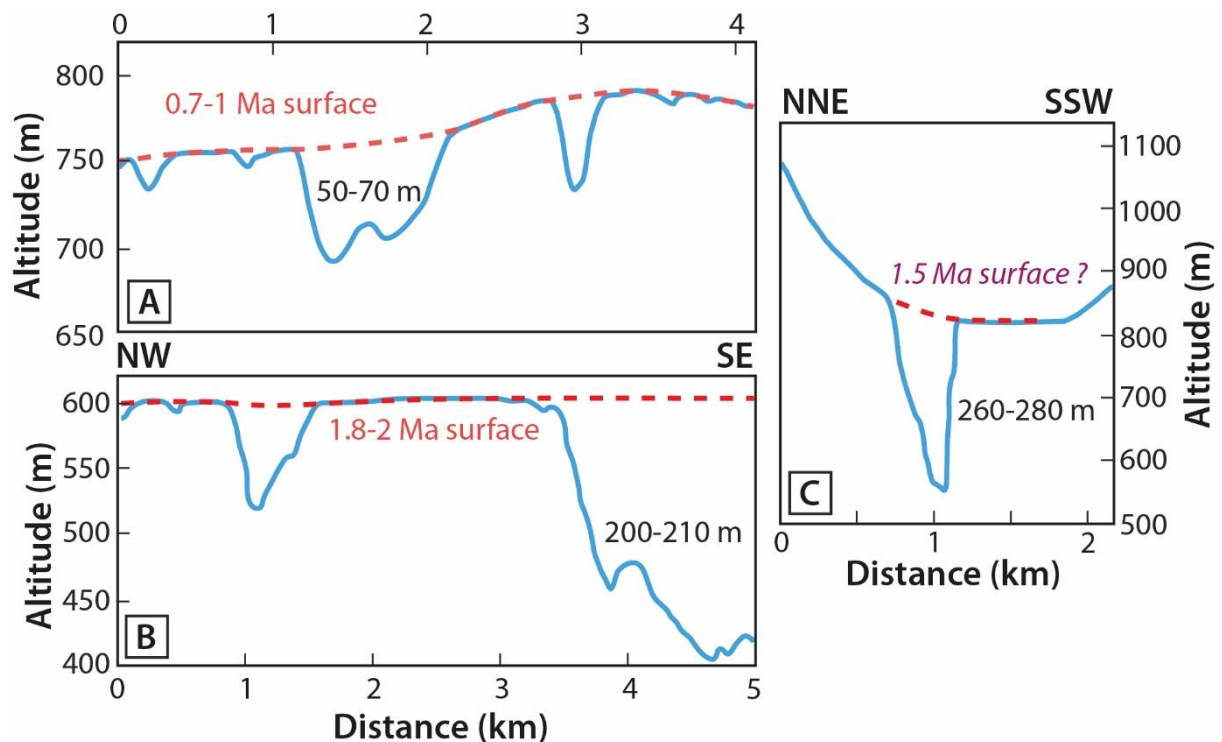 0 1 2 3 4
Altitude (m)
800
750
700
650
0.7-1 Ma surface
50-70 m
A
NW SE
Altitude (m)
600
550
500
450
400
1.8-2 Ma surface
200-210 m
B
0 1 2 3 4 5
Distance (km)
NNE SSW
1100
1000
900
800
700
600
500
Altitude (m)
1.5 Ma surface ?
260-280 m
C
0 1 2
Distance (km)